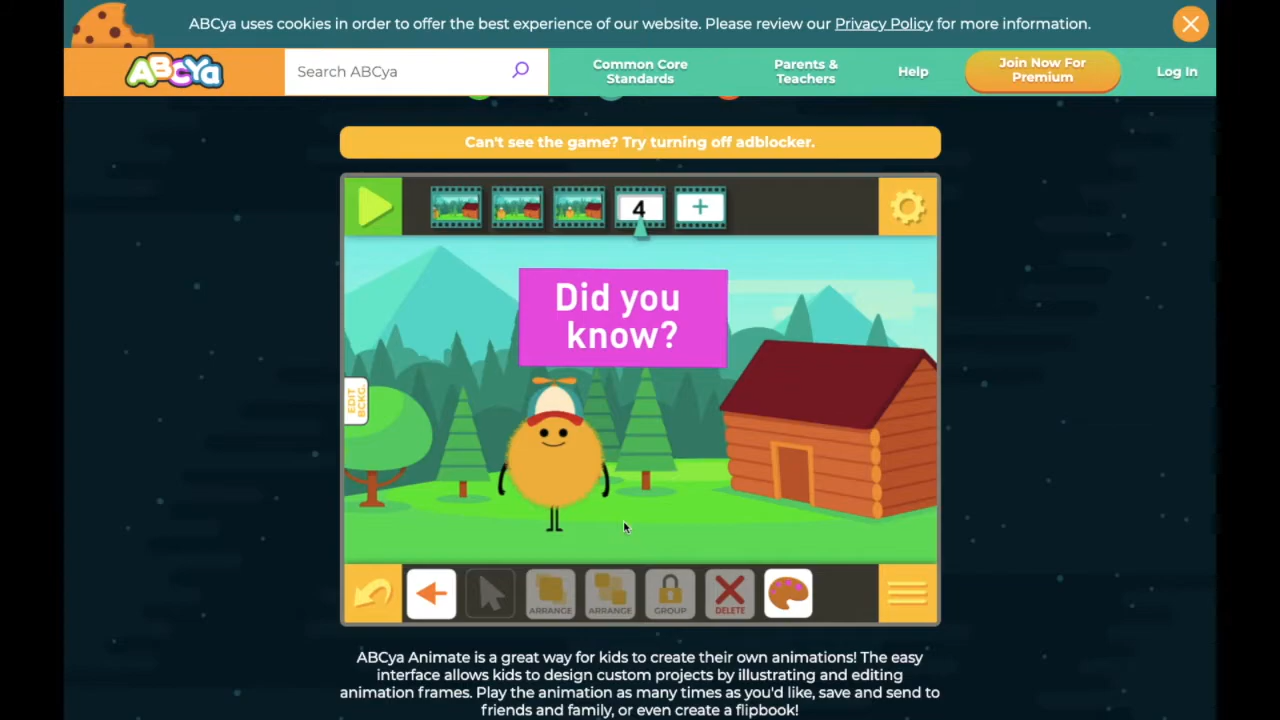 ABCya uses cookies in order to offer the best experience of our website. Please review our Privacy Policy for more information.
ABCYa
Search ABCya
Common Core
Standards
Parents &
Teachers
Help
Join Now For
Premium
Log In
Can't see the game? Try turning off adblocker.
4
+
Did you
know?
EDIT
BCKG.
ARRANGE
ARRANGE
GROUP
DELETE
ABCya Animate is a great way for kids to create their own animations! The easy
interface allows kids to design custom projects by illustrating and editing
animation frames. Play the animation as many times as you'd like, save and send to
friends and family, or even create a flipbook!